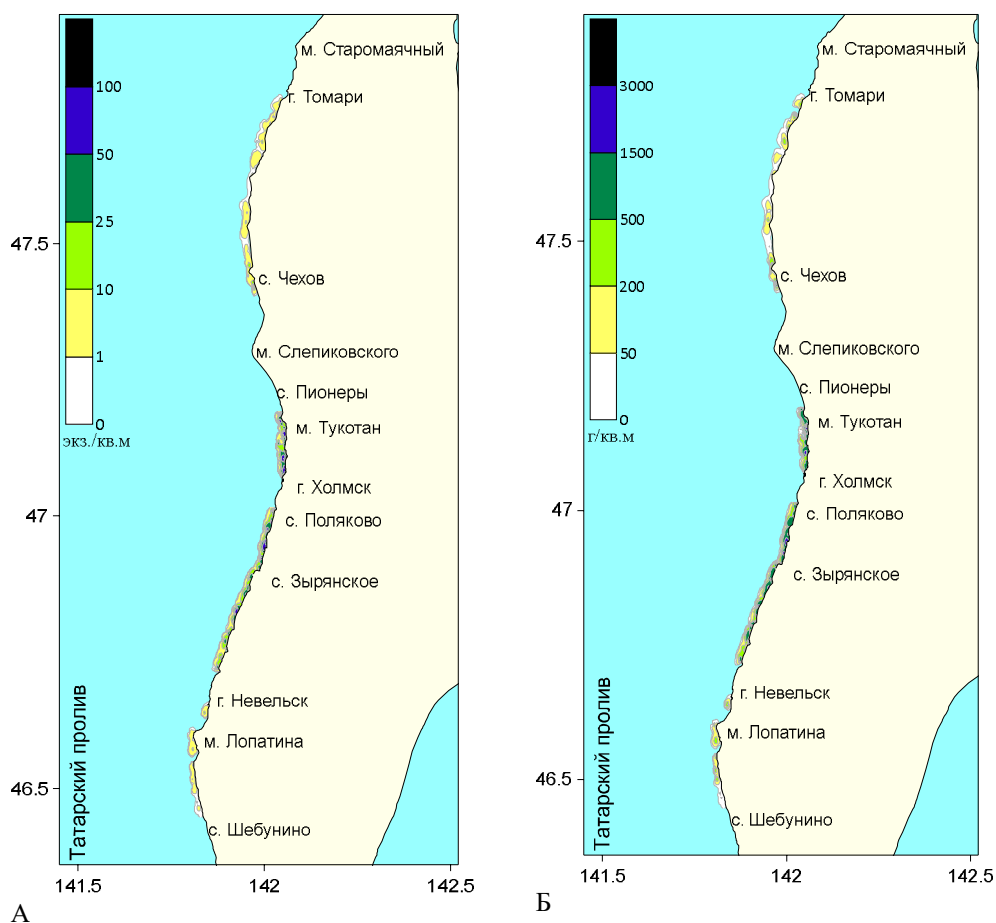 м. Старомаячный
100
г. Томари
50
25
47.5
с. Чехов
10
1
м. Слепиковского
с. Пионеры
0
экз./кв.м
м. Тукотан
г. Холмск
47
с. Поляково
с. Зырянское
г. Невельск
м. Лопатина
46.5
с. Шебунино
Татарский пролив
141.5
142
142.5
А
м. Старомаячный
3000
г. Томари
1500
500
47.5
с. Чехов
200
50
м. Слепиковского
с. Пионеры
0
г/кв.м
м. Тукотан
г. Холмск
47
с. Поляково
с. Зырянское
г. Невельск
м. Лопатина
46.5
с. Шебунино
Татарский пролив
141.5
142
142.5
Б